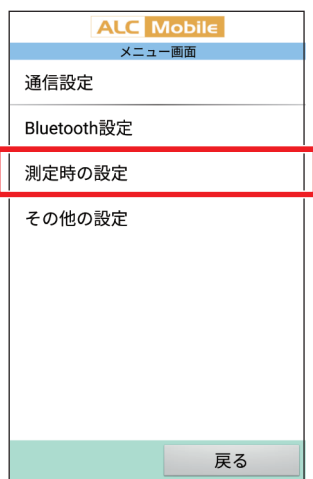 ALC Mobile
メニュー画面
通信設定
Bluetooth設定
測定時の設定
その他の設定
戻る